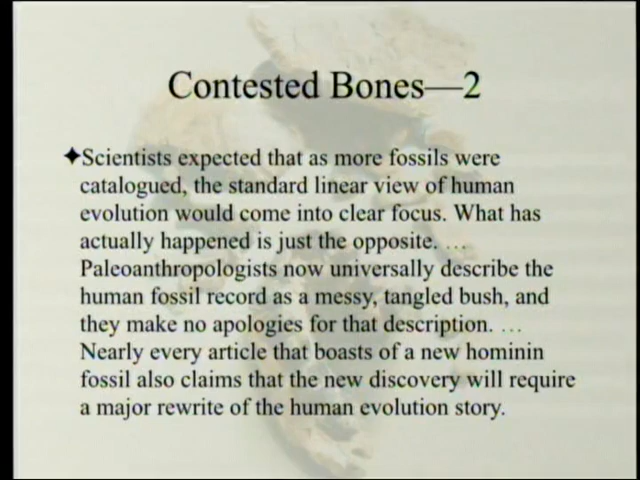 Contested Bones—2
✦Scientists expected that as more fossils were
catalogued, the standard linear view of human
evolution would come into clear focus. What has
actually happened is just the opposite. …
Paleoanthropologists now universally describe the
human fossil record as a messy, tangled bush, and
they make no apologies for that description. …
Nearly every article that boasts of a new hominin
fossil also claims that the new discovery will require
a major rewrite of the human evolution story.